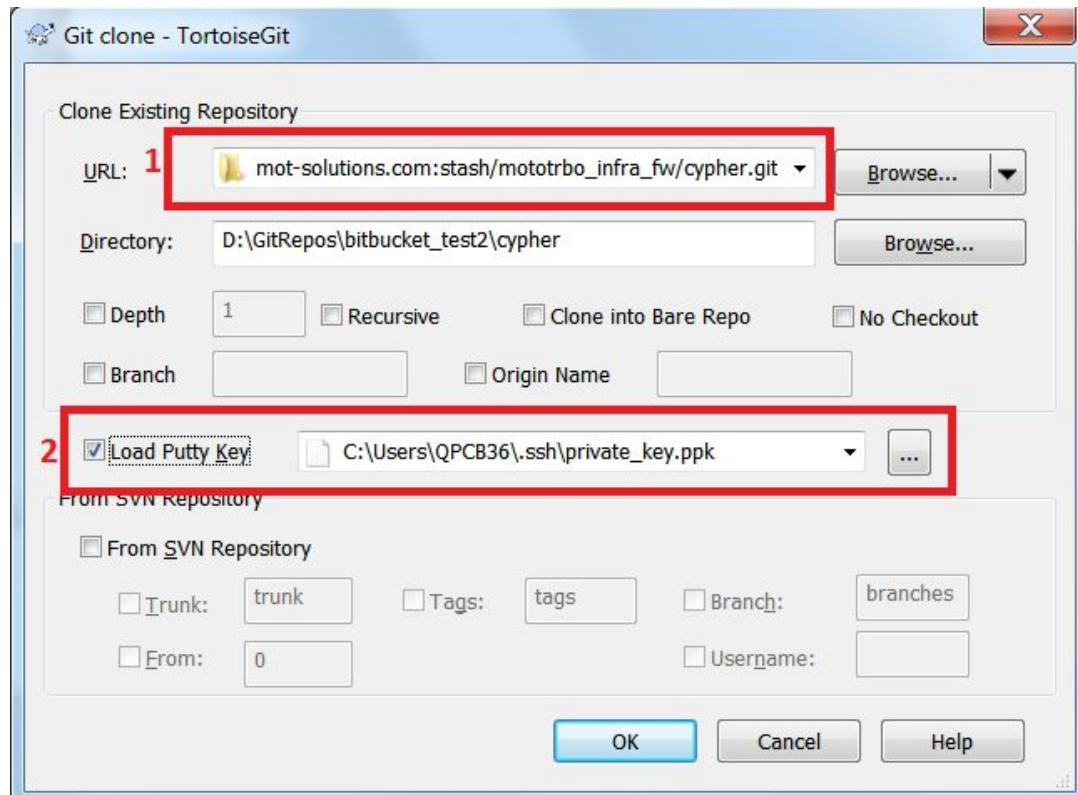 Git clone - TortoiseGit
Clone Existing Repository
1
URL: mot-solutions.com:stash/mototrbo_infra_fw/cypher.git Browse...
Directory: D:\GitRepos\bitbucket_test2\cypher Browse...
Depth 1 Recursive Clone into Bare Repo No Checkout
Branch Origin Name
2 Load Putty Key C:\Users\QPCB36\.ssh\private_key.ppk ...
From SVN Repository
From SVN Repository
Trunk: trunk Tags: tags Branch: branches
From: 0 Username:
OK Cancel Help